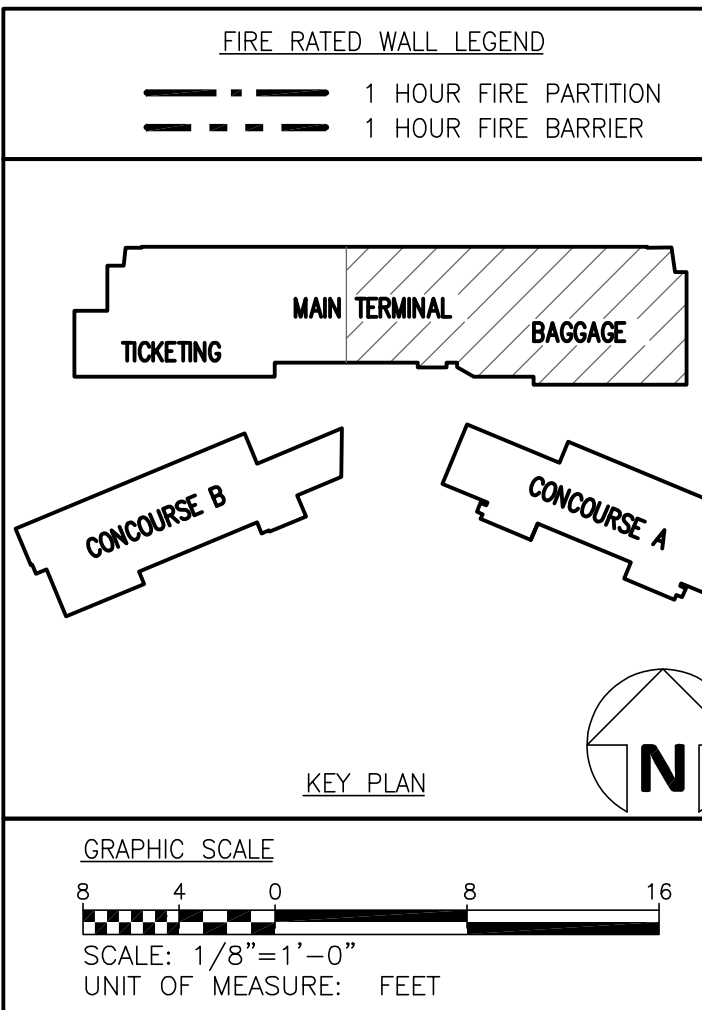 FIRE RATED WALL LEGEND
1 HOUR FIRE PARTITION
1 HOUR FIRE BARRIER
MAIN TERMINAL
BAGGAGE
TICKETING
CONCOURSE B
CONCOURSE A
N
KEY PLAN
GRAPHIC SCALE
8 4 0 8 16
SCALE: 1/8"=1'-0"
UNIT OF MEASURE: FEET